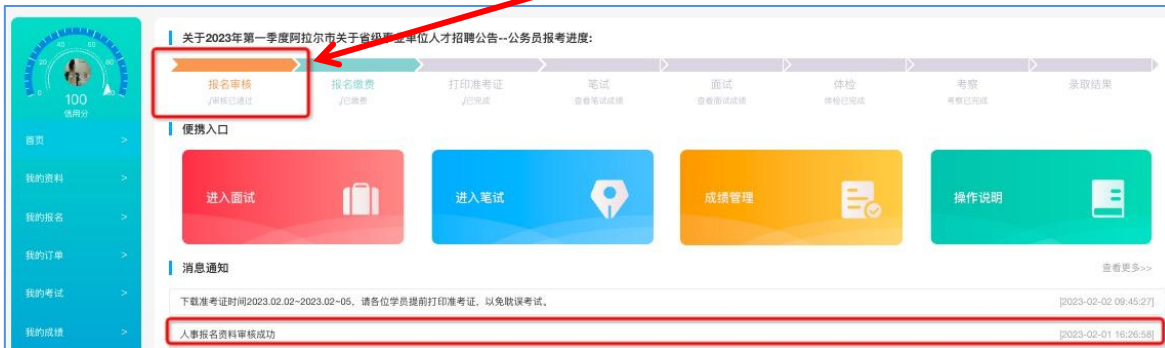 关于2023年第一季度阿拉尔市关于省级事业单位人才招聘公告--公务员报考进度:
20 40 60 80
100
信用分
报名审核 报名缴费 打印准考证 笔试 面试 体检 考察 录取结果
√审核已通过 √已缴费 √已完成 查看笔试成绩 查看面试成绩 体检已完成 考察已完成
便携入口
首页 >
我的资料 >
我的报名 >
我的订单 >
我的考试 >
我的成绩 >
进入面试 进入笔试 成绩管理 操作说明
消息通知 查看更多>>
下载准考证时间2023.02.02~2023.02~05，请各位学员提前打印准考证，以免耽误考试。 [2023-02-02 09:45:27]
人事报名资料审核成功 [2023-02-01 16:26:58]